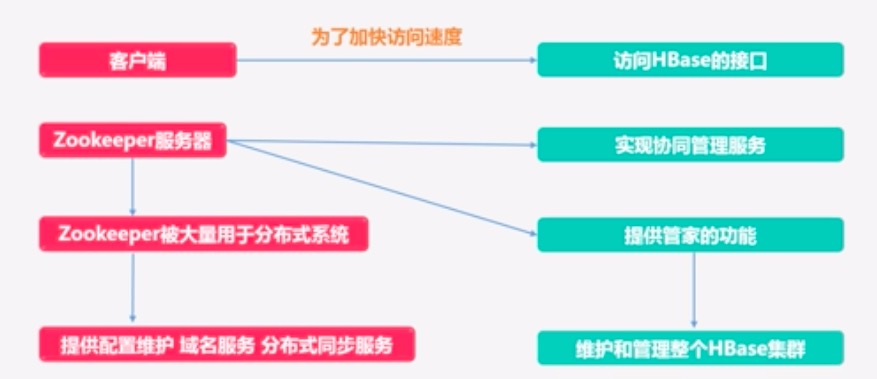 为了加快访问速度
客户端
访问HBase的接口
Zookeeper服务器
实现协同管理服务
Zookeeper被大量用于分布式系统
提供管家的功能
提供配置维护 域名服务 分布式同步服务
维护和管理整个HBase集群